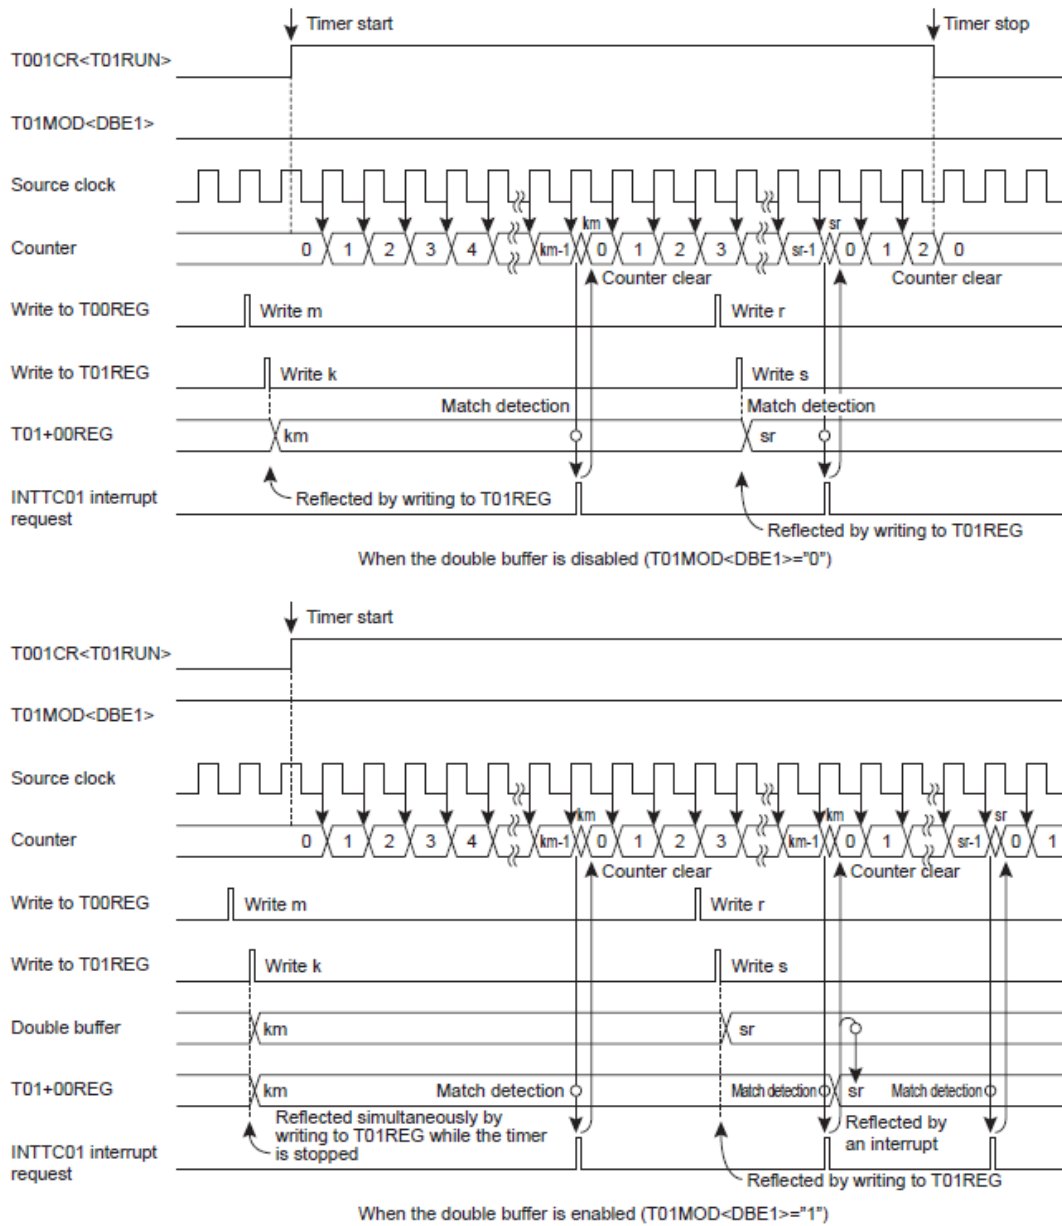 Timer start Timer stop
T001CR<T01RUN>
T01MOD<DBE1>
Source clock
km sr
Counter 0 1 2 3 4 km-1 0 1 2 3 sr-1 0 1 2 0
Counter clear Counter clear
Write to T00REG Write m Write r
Write to T01REG Write k Write s
Match detection Match detection
T01+00REG km sr
INTTC01 interrupt
request
Reflected by writing to T01REG
Reflected by writing to T01REG
When the double buffer is disabled (T01MOD<DBE1>="0")
Timer start
T001CR<T01RUN>
T01MOD<DBE1>
Source clock
km km sr
Counter 0 1 2 3 4 km-1 0 1 2 3 km-1 0 1 sr-1 0 1
Counter clear Counter clear
Write to T00REG Write m Write r
Write to T01REG Write k Write s
Double buffer km sr
T01+00REG km Match detection Match detection sr Match detection
Reflected simultaneously by
writing to T01REG while the timer
is stopped
Reflected by
an interrupt
INTTC01 interrupt
request
Reflected by writing to T01REG
When the double buffer is enabled (T01MOD<DBE1>="1")